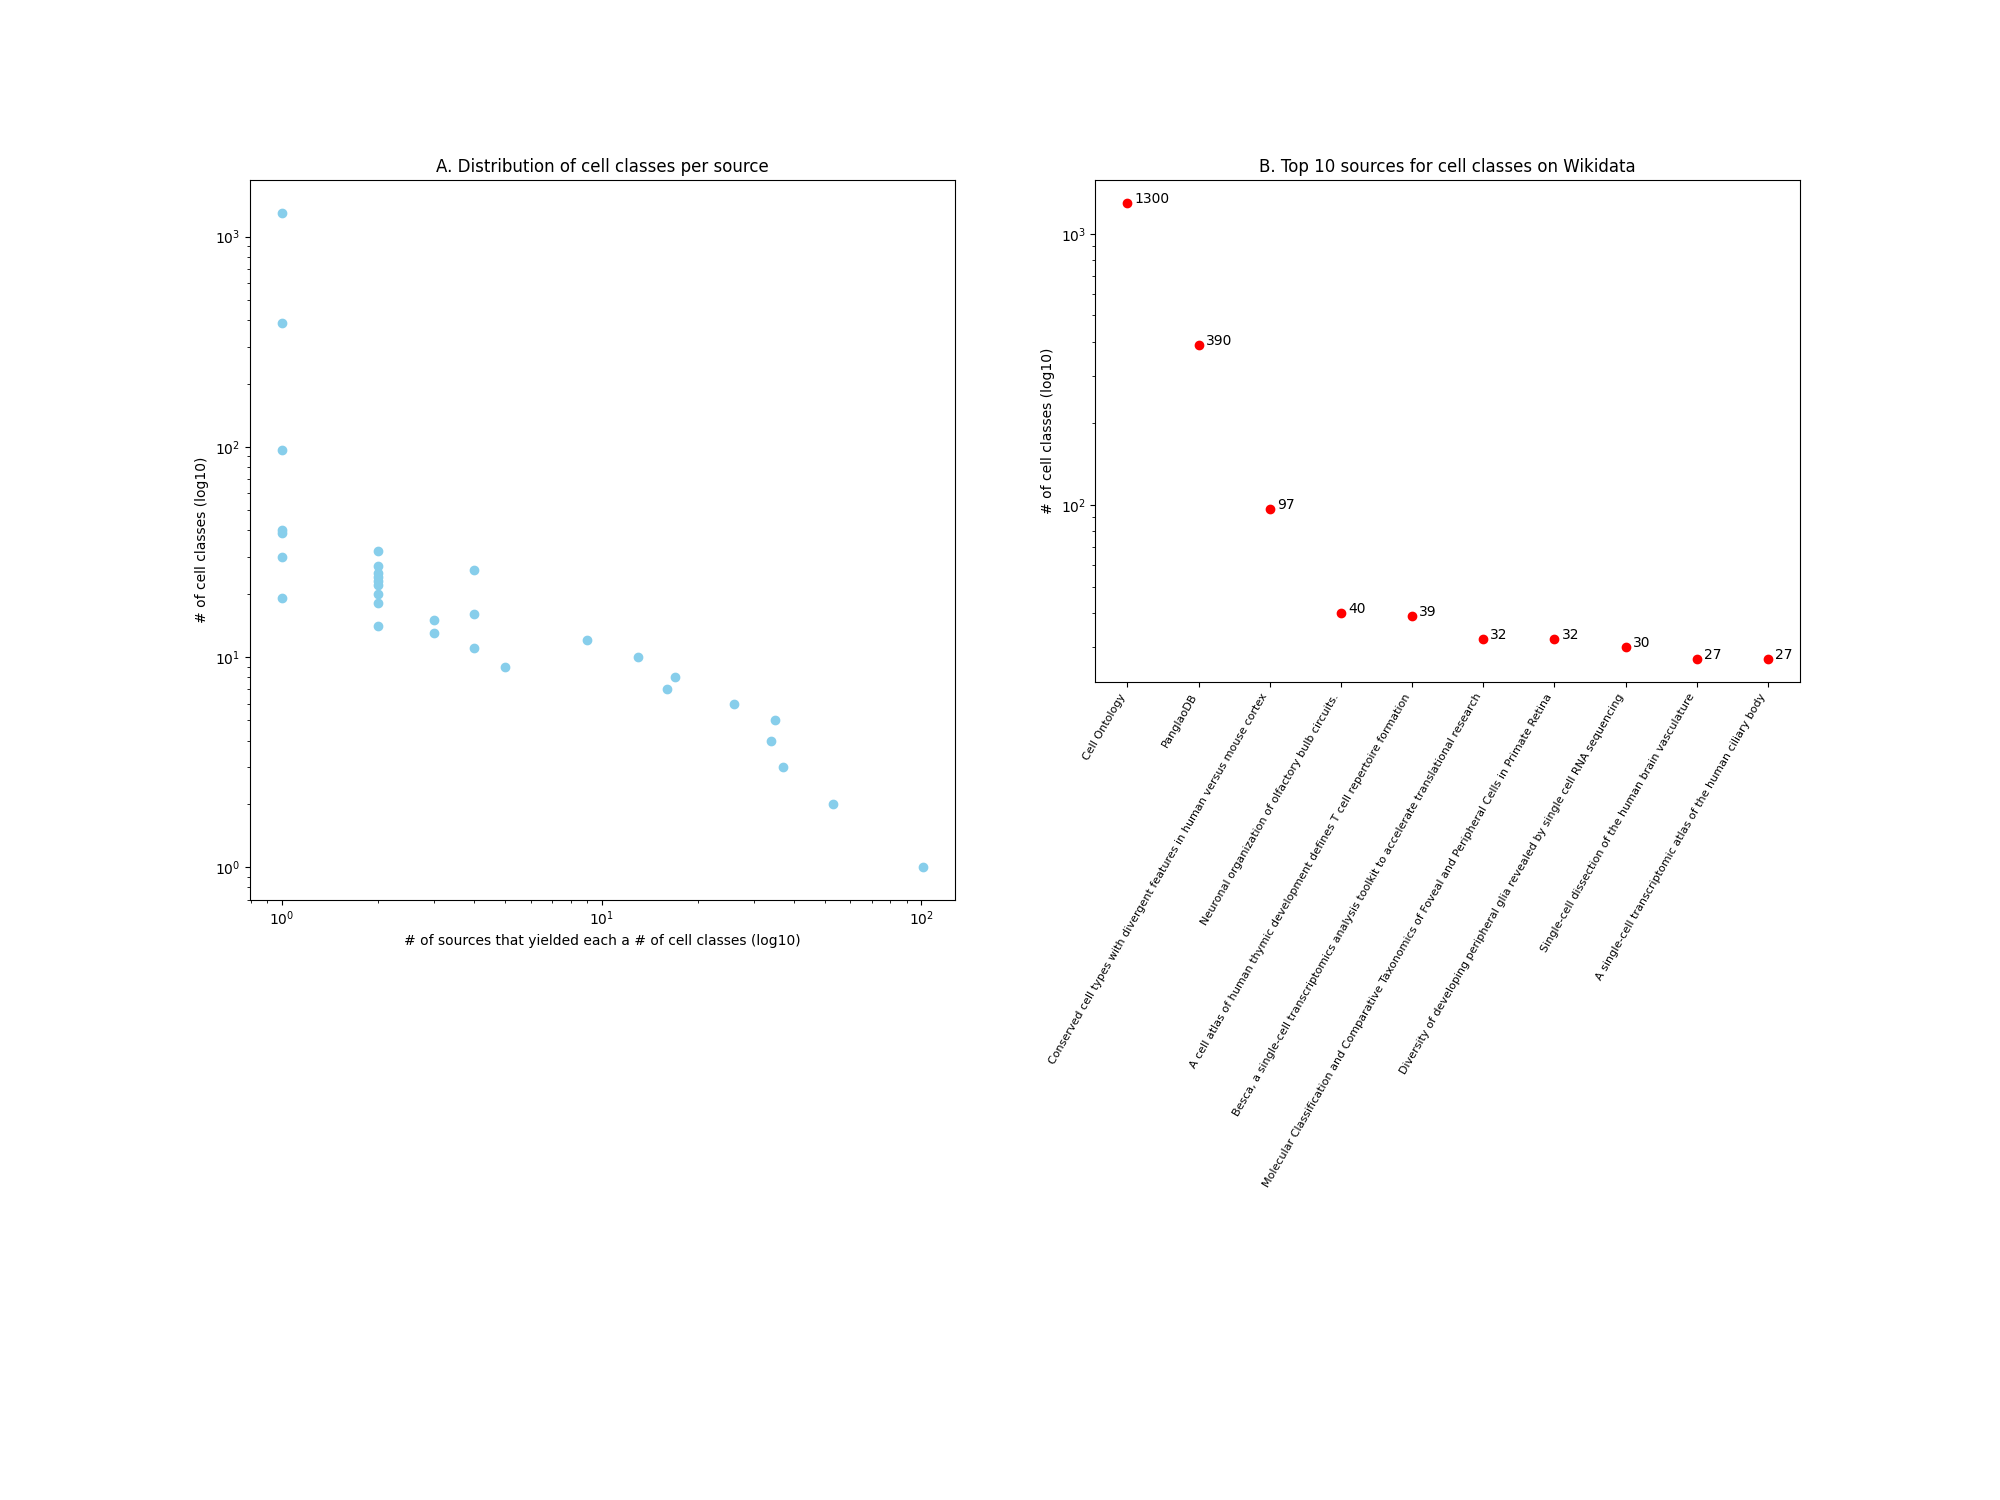 A. Distribution of cell classes per source
10³
10²
10¹
10⁰
# of cell classes (log10)
10⁰
10¹
10²
# of sources that yielded each a # of cell classes (log10)
B. Top 10 sources for cell classes on Wikidata
10³
10²
# of cell classes (log10)
1300
390
97
40
39
32
32
30
27
27
Cell Ontology
PanglaoDB
Conserved cell types with divergent features in human versus mouse cortex
Neuronal organization of olfactory bulb circuits.
A cell atlas of human thymic development defines T cell repertoire formation
Besca, a single-cell transcriptomics analysis toolkit to accelerate translational research
Molecular Classification and Comparative Taxonomics of Foveal and Peripheral Cells in Primate Retina
Diversity of developing peripheral glia revealed by single cell RNA sequencing
Single-cell dissection of the human brain vasculature
A single-cell transcriptomic atlas of the human ciliary body